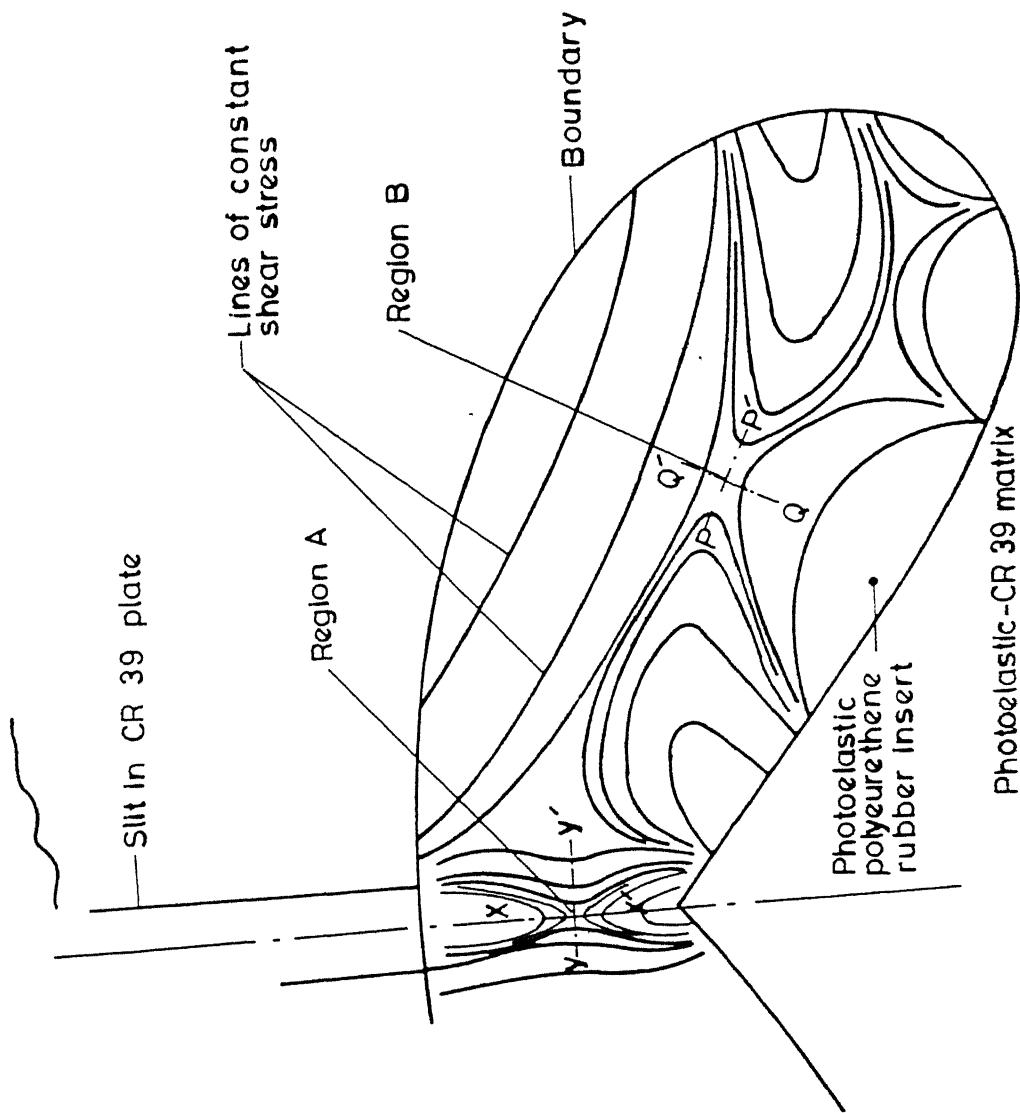 Slit in CR 39 plate
Lines of constant
shear stress
Region A
Region B
Boundary
X
X'
y
y'
P
P'
Q'
Q
Photoelastic
polyeurethene
rubber insert
Photoelastic-CR 39 matrix